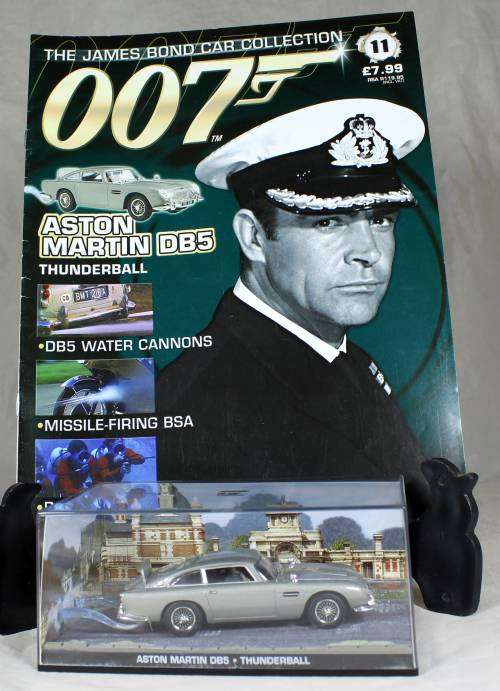 THE JAMES BOND CAR COLLECTION
11
£7.99
007
TM
ASTON
MARTIN DB5
THUNDERBALL
BMT 216A
•DB5 WATER CANNONS
•MISSILE-FIRING BSA
ASTON MARTIN DB5 • THUNDERBALL